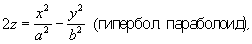 2z = x²/a² − y²/b² (гипербол. параболоид),